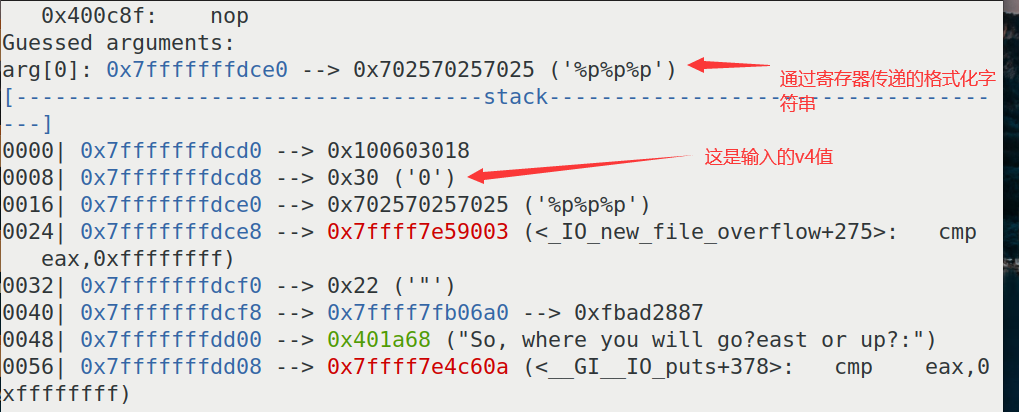 0x400c8f:    nop
Guessed arguments:
arg[0]: 0x7fffffffdce0 --> 0x702570257025 ('%p%p%p')
通过寄存器传递的格式化字
符串
[------------------------------------stack----------------------------------
---]
0000| 0x7fffffffdcd0 --> 0x100603018
这是输入的v4值
0008| 0x7fffffffdcd8 --> 0x30 ('0')
0016| 0x7fffffffdce0 --> 0x702570257025 ('%p%p%p')
0024| 0x7fffffffdce8 --> 0x7ffff7e59003 (<_IO_new_file_overflow+275>:   cmp
eax,0xffffffff)
0032| 0x7fffffffdcf0 --> 0x22 ('"')
0040| 0x7fffffffdcf8 --> 0x7ffff7fb06a0 --> 0xfbad2887
0048| 0x7fffffffdd00 --> 0x401a68 ("So, where you will go?east or up?:")
0056| 0x7fffffffdd08 --> 0x7ffff7e4c60a (<__GI__IO_puts+378>:   cmp    eax,0
xffffffff)